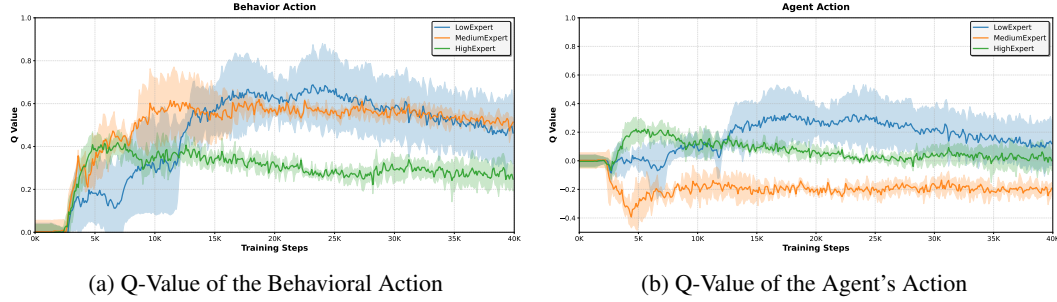 Behavior Action
1.0
0.8
0.6
0.4
0.2
0.0
Q Value
LowExpert
MediumExpert
HighExpert
0K
5K
10K
15K
20K
25K
30K
35K
40K
Training Steps
(a) Q-Value of the Behavioral Action
Agent Action
1.0
0.8
0.6
0.4
0.2
0.0
−0.2
−0.4
Q Value
LowExpert
MediumExpert
HighExpert
0K
5K
10K
15K
20K
25K
30K
35K
40K
Training Steps
(b) Q-Value of the Agent's Action